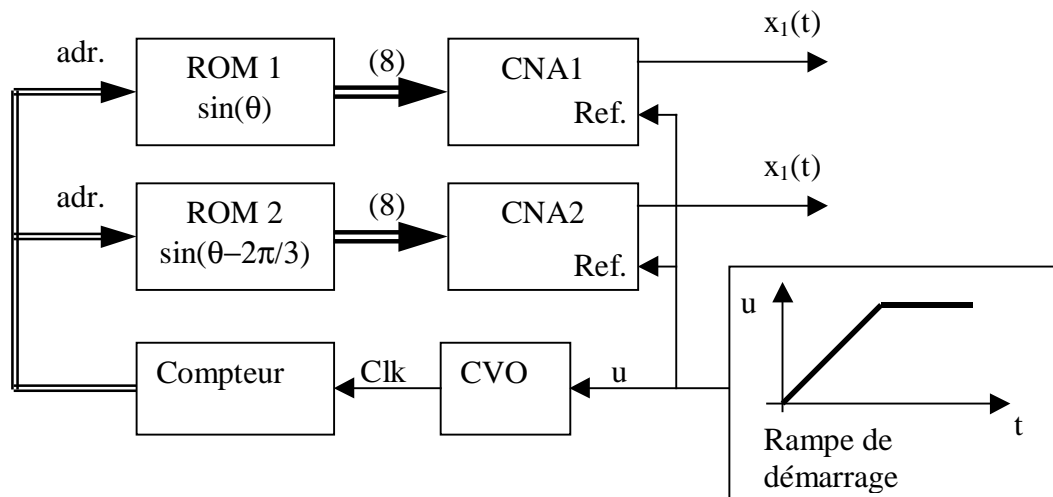 x₁(t)
adr.
ROM 1
sin(θ)
(8)
CNA1
Ref.
x₁(t)
adr.
ROM 2
sin(θ−2π/3)
(8)
CNA2
Ref.
u
Compteur
Clk
CVO
u
t
Rampe de
démarrage